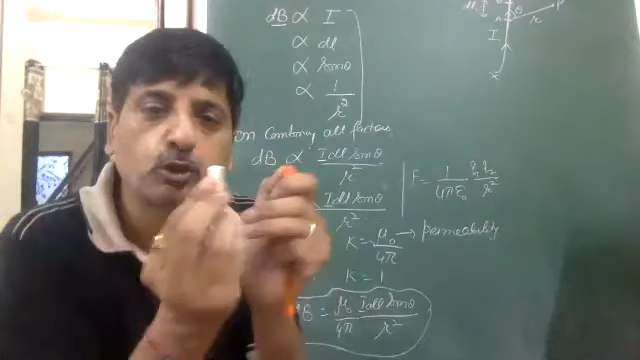 dB α I
α dl
α sinθ
α 1/r²
On Combining all factors
dB α Idl sinθ/r²
Idl sinθ/r²
K = μ₀/4π → permeability
K = 1
dB = μ₀/4π Idl sinθ/r²
F = 1/4πε₀ q₁q₂/r²
dl
A θ r P
I
X